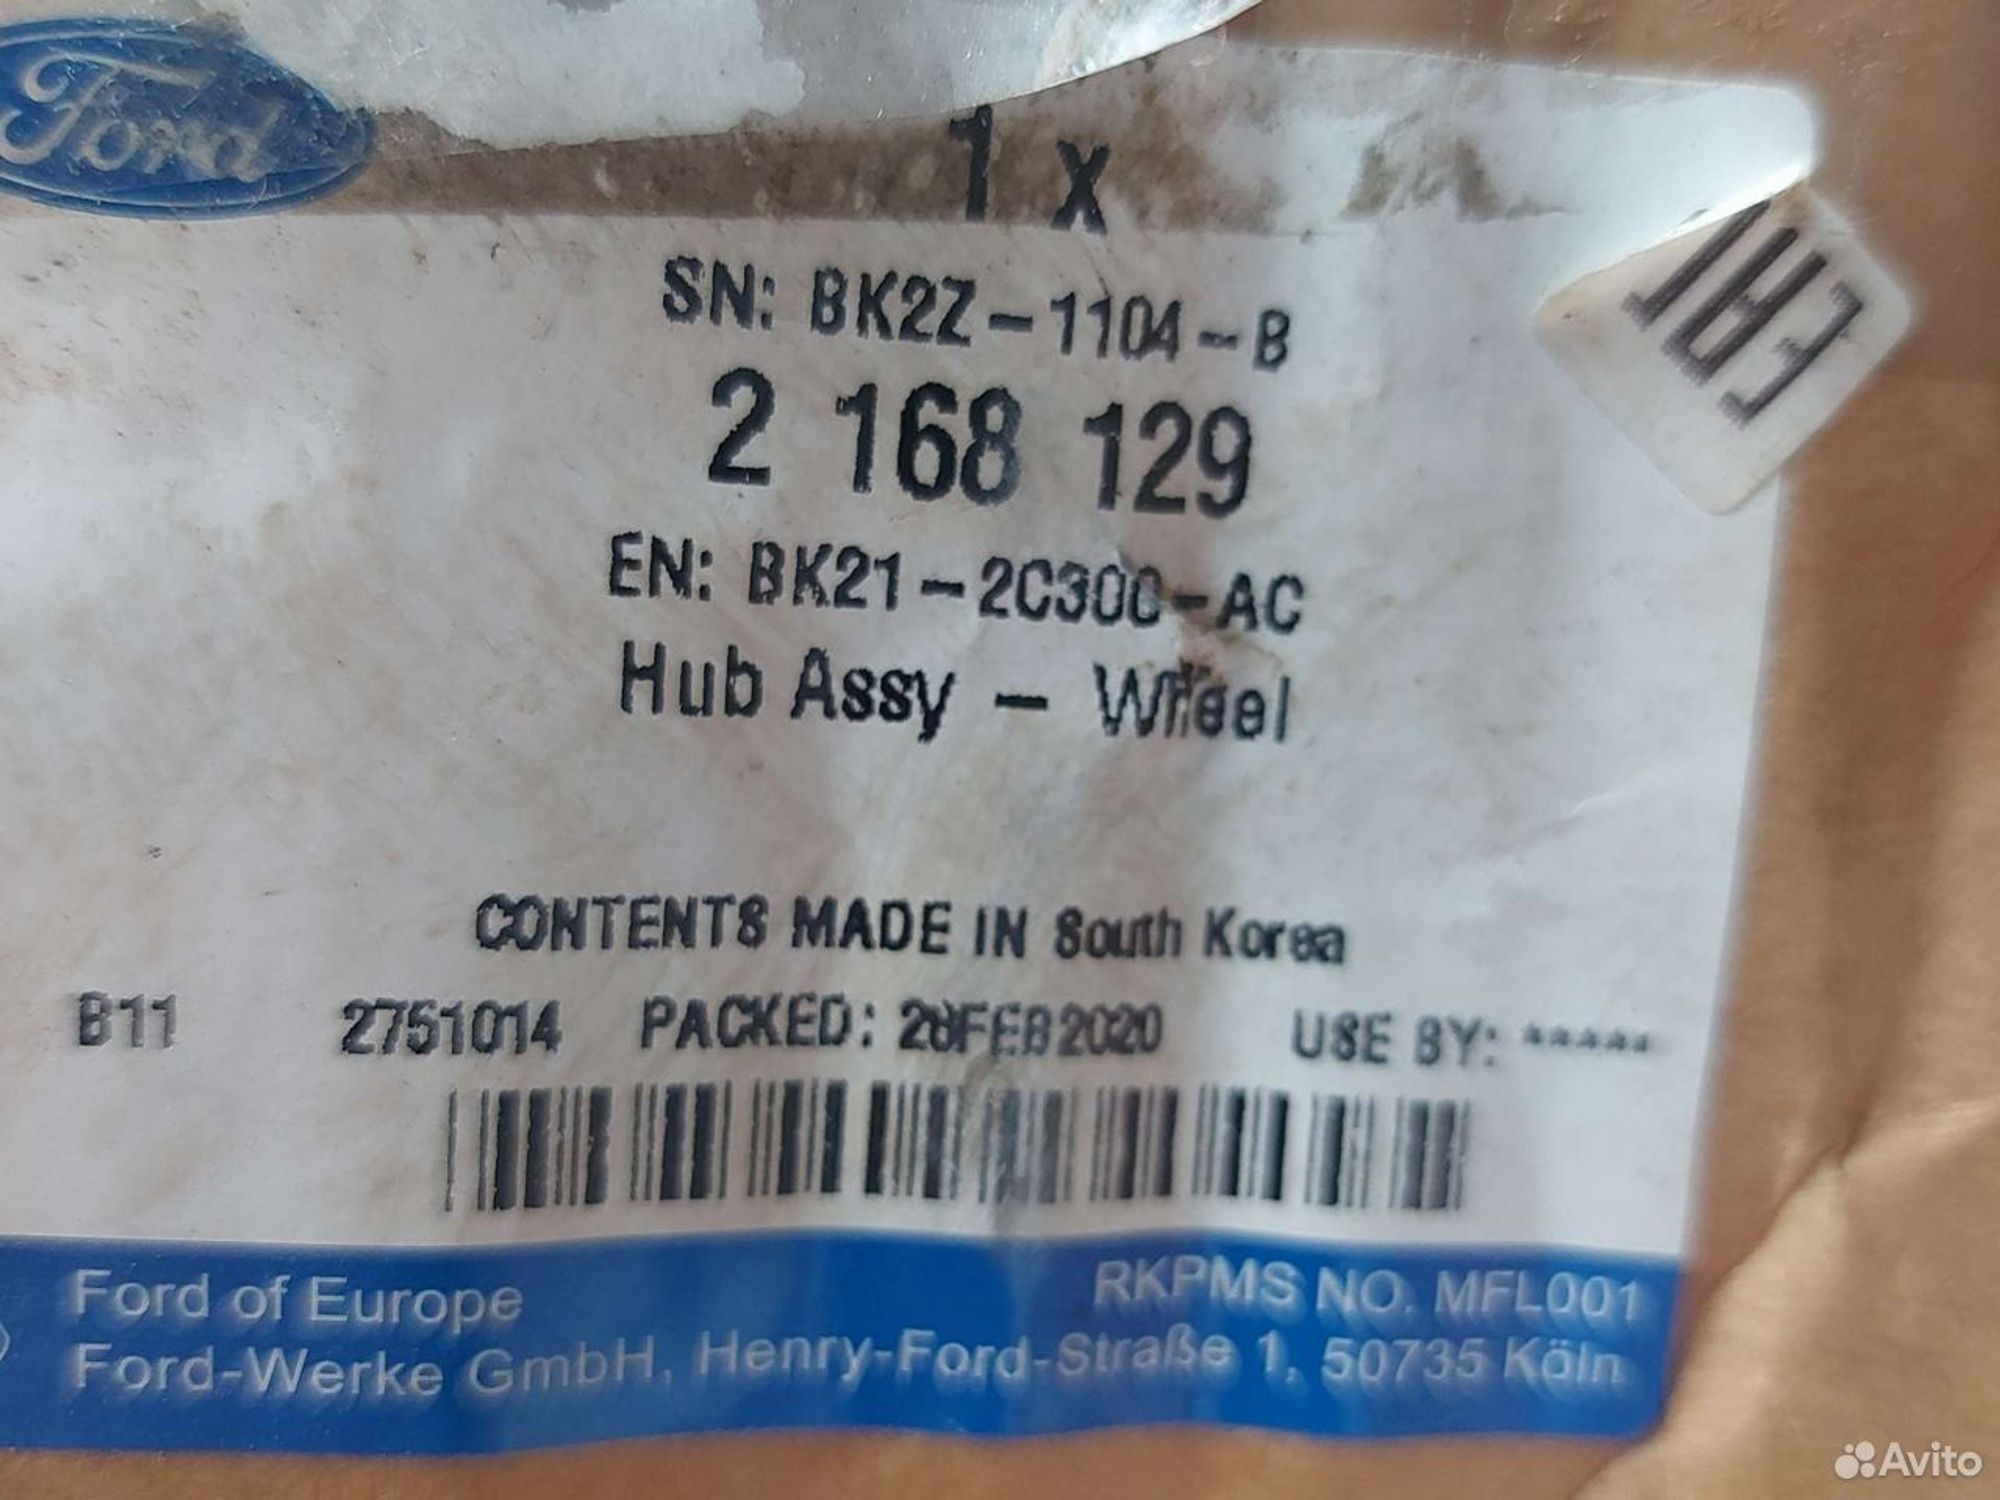 Ford
1 x
SN: BK2Z-1104-B
EAC
2 168 129
EN: BK21-2C300-AC
Hub Assy - Wheel
CONTENTS MADE IN South Korea
B11 2751014 PACKED: 28FEB2020 USE BY: *****
Ford of Europe RKPMS NO. MFL001
Ford-Werke GmbH, Henry-Ford-Straße 1, 50735 Köln
Avito